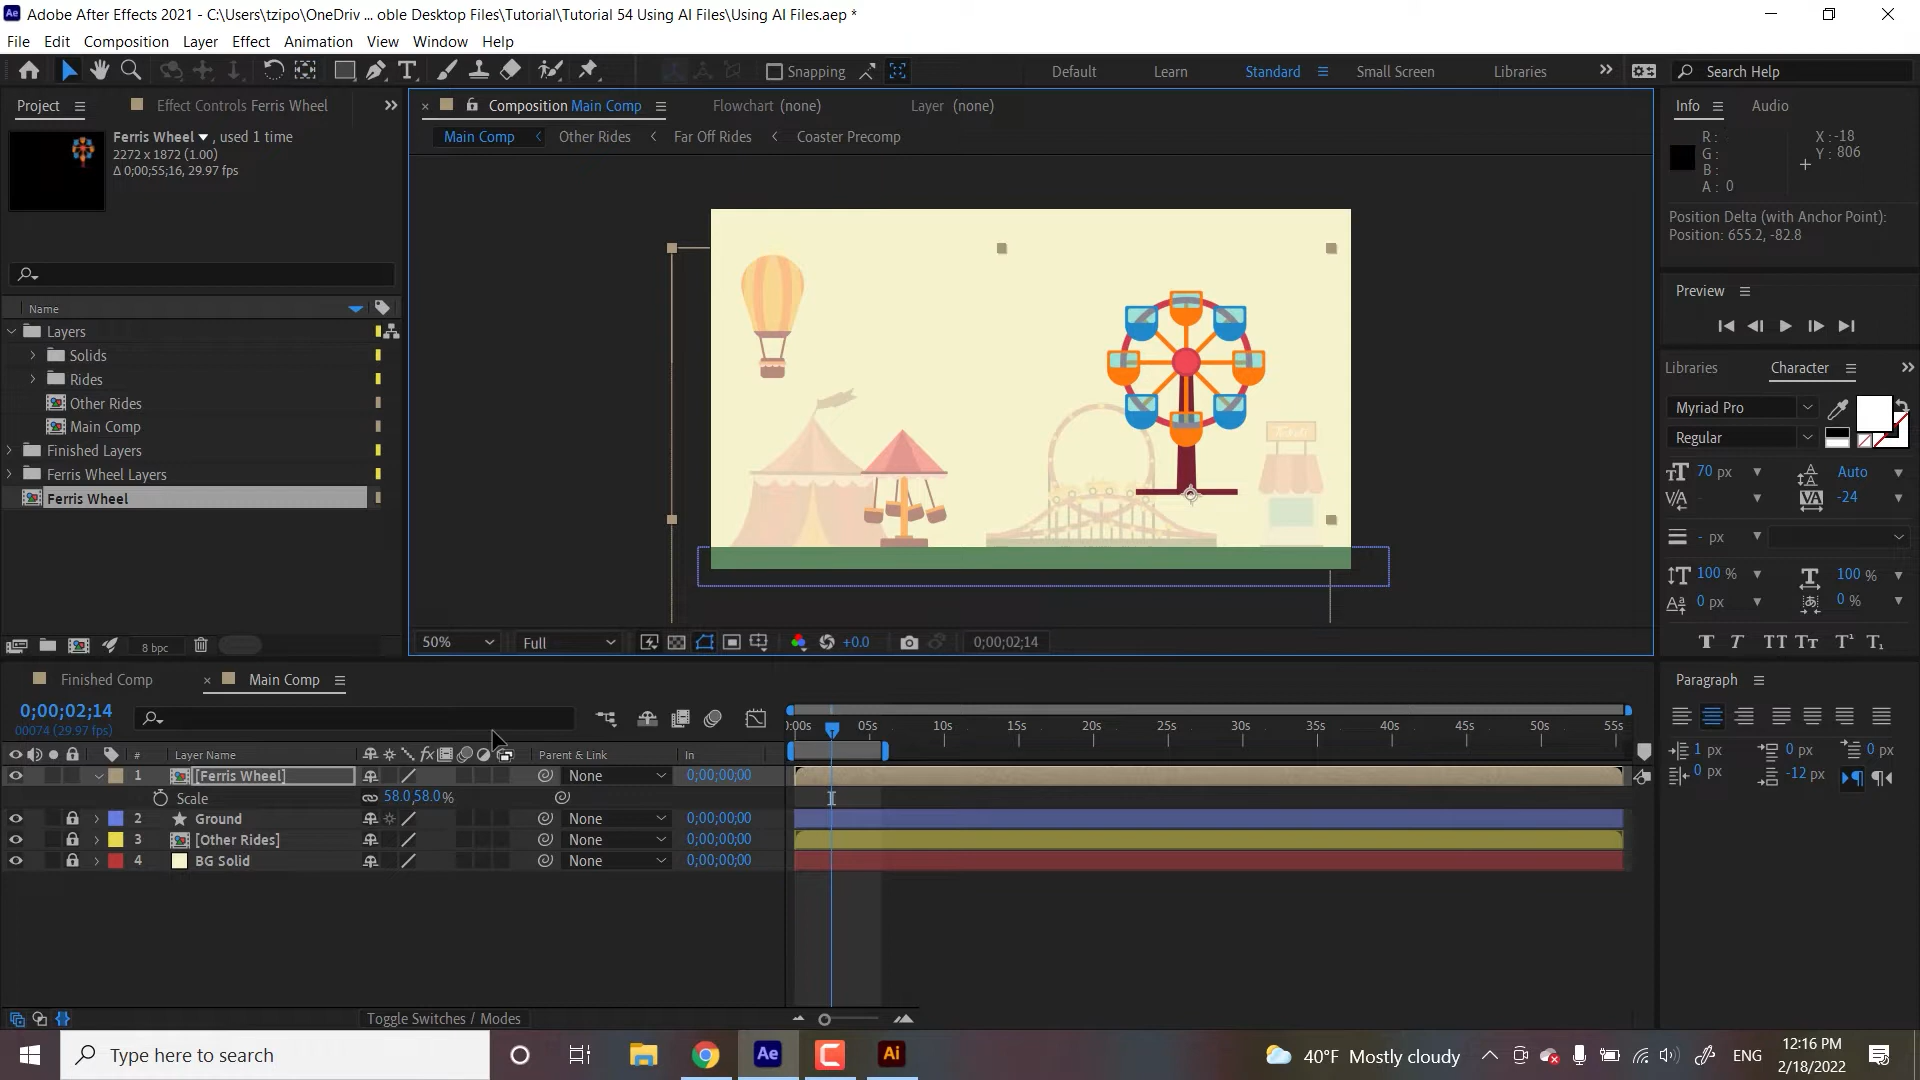 Adobe After Effects 2021 - C:\Users\tzipo\OneDriv ... oble Desktop Files\Tutorial\Tutorial 54 Using AI Files\Using AI Files.aep *
File Edit Composition Layer Effect Animation View Window Help
Snapping
Default Learn Standard Small Screen Libraries
Search Help
Project
Effect Controls Ferris Wheel
Ferris Wheel , used 1 time
2272 x 1872 (1.00)
Δ 0;00;55;16, 29.97 fps
Name
Layers
Solids
Rides
Other Rides
Main Comp
Finished Layers
Ferris Wheel Layers
Ferris Wheel
8 bpc
Composition Main Comp
Flowchart (none)
Layer (none)
Main Comp
Other Rides
Far Off Rides
Coaster Precomp
50%
Full
+0.0
0;00;02;14
Info
Audio
R :
G :
B :
A : 0
X : -18
Y : 806
Position Delta (with Anchor Point):
Position: 655.2, -82.8
Preview
Libraries
Character
Myriad Pro
Regular
70 px
Auto
-24
- px
100 %
100 %
0 px
0 %
Paragraph
1 px
0 px
0 px
0 px
-12 px
Finished Comp
Main Comp
0;00;02;14
00074 (29.97 fps)
:00s 05s 10s 15s 20s 25s 30s 35s 40s 45s 50s 55s
# Layer Name Parent & Link In
1 [Ferris Wheel] None 0;00;00;00
Scale 58.0,58.0 %
2 Ground None 0;00;00;00
3 [Other Rides] None 0;00;00;00
4 BG Solid None 0;00;00;00
Toggle Switches / Modes
Type here to search
Ae
Ai
40°F Mostly cloudy
ENG
12:16 PM
2/18/2022